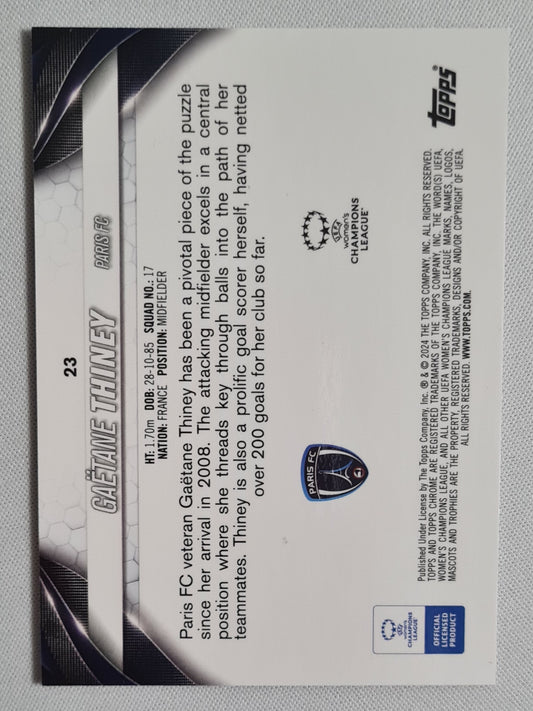 23
GAËTANE THINEY
PARIS FC
HT: 1.70m DOB: 28-10-85 SQUAD NO.: 17
NATION: FRANCE POSITION: MIDFIELDER
Paris FC veteran Gaëtane Thiney has been a pivotal piece of the puzzle
since her arrival in 2008. The attacking midfielder excels in a central
position where she threads key through balls into the path of her
teammates. Thiney is also a prolific goal scorer herself, having netted
over 200 goals for her club so far.
PARIS FC
UEFA
women's
CHAMPIONS
LEAGUE™
UEFA
women's
CHAMPIONS
LEAGUE
OFFICIAL
LICENSED
PRODUCT
Published Under License by The Topps Company, Inc. ® & © 2024 THE TOPPS COMPANY, INC. ALL RIGHTS RESERVED.
TOPPS AND TOPPS CHROME ARE REGISTERED TRADEMARKS OF THE TOPPS COMPANY, INC. THE WORD(S) UEFA,
WOMEN'S CHAMPIONS LEAGUE, AND ALL OTHER UEFA WOMEN'S CHAMPIONS LEAGUE MARKS, NAMES, LOGOS,
MASCOTS AND TROPHIES ARE THE PROPERTY, REGISTERED TRADEMARKS, DESIGNS AND/OR COPYRIGHT OF UEFA.
ALL RIGHTS RESERVED. WWW.TOPPS.COM.
TOPPS®